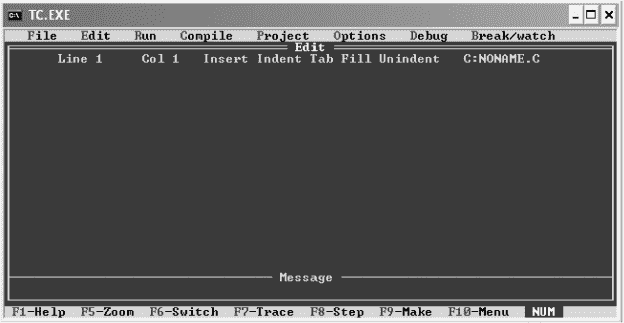 C:\ TC.EXE
File Edit Run Compile Project Options Debug Break/watch
Edit
Line 1 Col 1 Insert Indent Tab Fill Unindent C:NONAME.C
Message
F1-Help F5-Zoom F6-Switch F7-Trace F8-Step F9-Make F10-Menu NUM